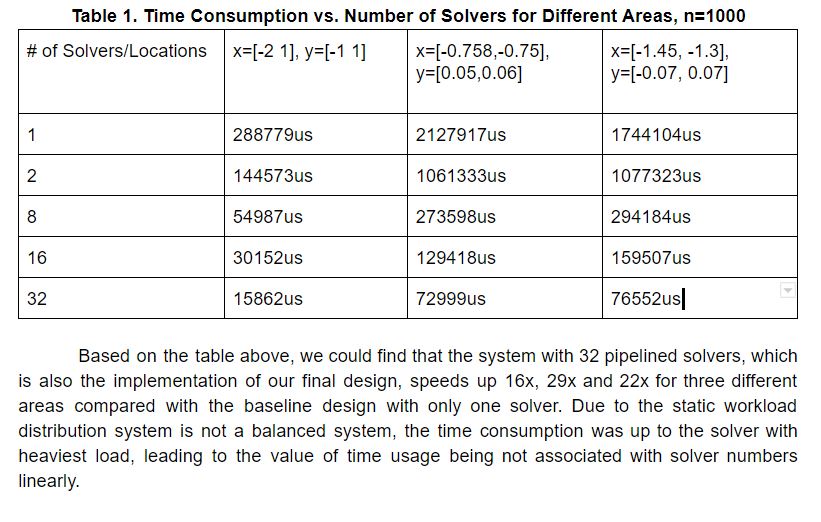 Table 1. Time Consumption vs. Number of Solvers for Different Areas, n=1000
# of Solvers/Locations x=[-2 1], y=[-1 1] x=[-0.758,-0.75], x=[-1.45, -1.3],
y=[0.05,0.06] y=[-0.07, 0.07]
1 288779us 2127917us 1744104us
2 144573us 1061333us 1077323us
8 54987us 273598us 294184us
16 30152us 129418us 159507us
32 15862us 72999us 76552us
Based on the table above, we could find that the system with 32 pipelined solvers, which
is also the implementation of our final design, speeds up 16x, 29x and 22x for three different
areas compared with the baseline design with only one solver. Due to the static workload
distribution system is not a balanced system, the time consumption was up to the solver with
heaviest load, leading to the value of time usage being not associated with solver numbers
linearly.